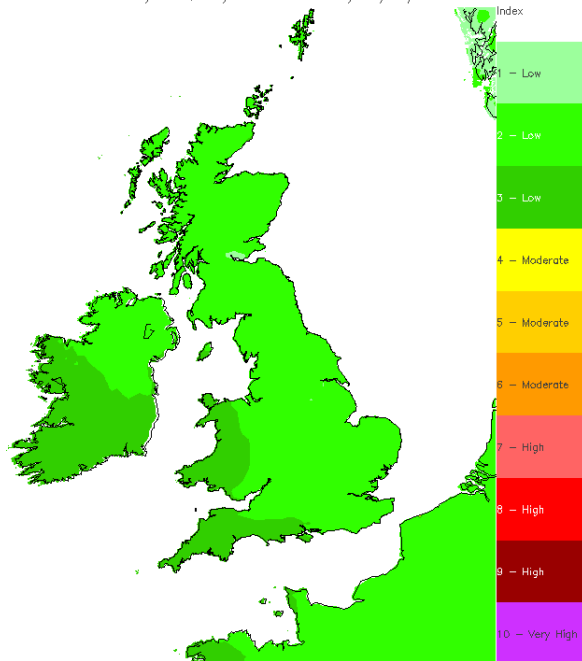 Index
1 - Low
2 - Low
3 - Low
4 - Moderate
5 - Moderate
6 - Moderate
7 - High
8 - High
9 - High
10 - Very High